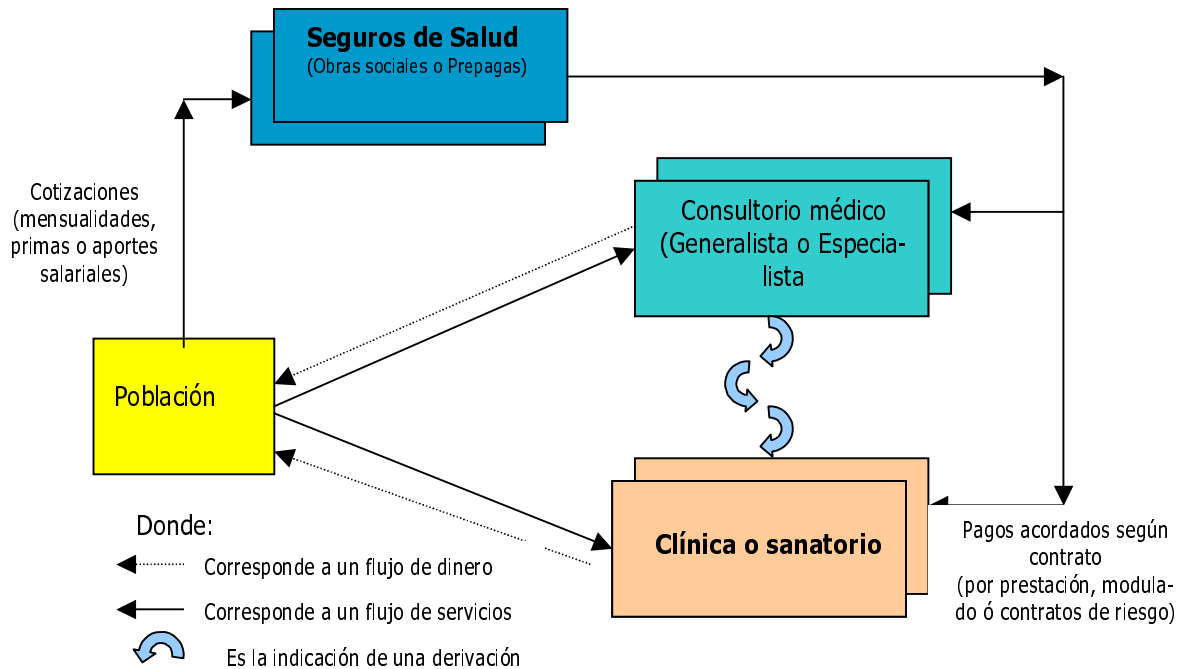 Seguros de Salud
(Obras sociales o Prepagas)
Cotizaciones
(mensualidades,
primas o aportes
salariales)
Consultorio médico
(Generalista o Especia-
lista
Población
Clínica o sanatorio
Pagos acordados según
contrato
(por prestación, modula-
do ó contratos de riesgo)
Donde:
Corresponde a un flujo de dinero
Corresponde a un flujo de servicios
Es la indicación de una derivación